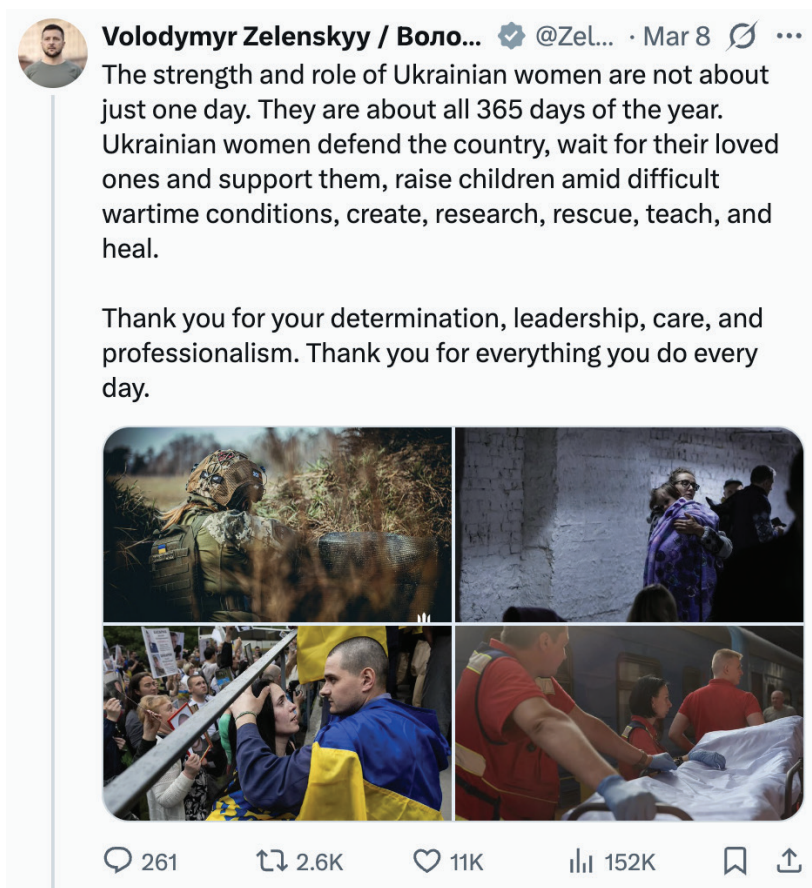 Volodymyr Zelenskyy / Воло... @Zel... · Mar 8
The strength and role of Ukrainian women are not about
just one day. They are about all 365 days of the year.
Ukrainian women defend the country, wait for their loved
ones and support them, raise children amid difficult
wartime conditions, create, research, rescue, teach, and
heal.
Thank you for your determination, leadership, care, and
professionalism. Thank you for everything you do every
day.
261 2.6K 11K 152K